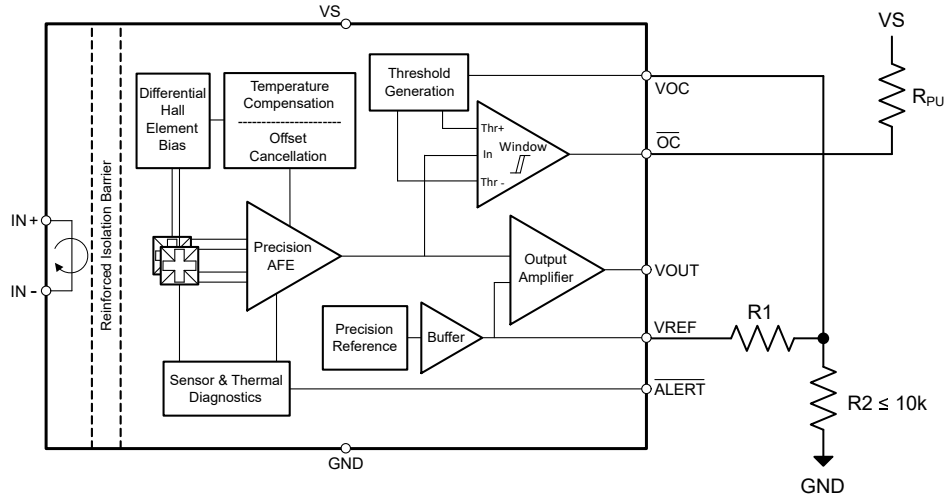 VS
VS
Differential
Hall
Element
Bias
Temperature
Compensation
Offset
Cancellation
Threshold
Generation
VOC
RPU
Thr+
In
Window
Thr -
OC
Reinforced Isolation Barrier
IN+
IN-
Precision
AFE
Output
Amplifier
VOUT
Precision
Reference
Buffer
VREF
R1
Sensor & Thermal
Diagnostics
ALERT
R2 ≤ 10k
GND
GND